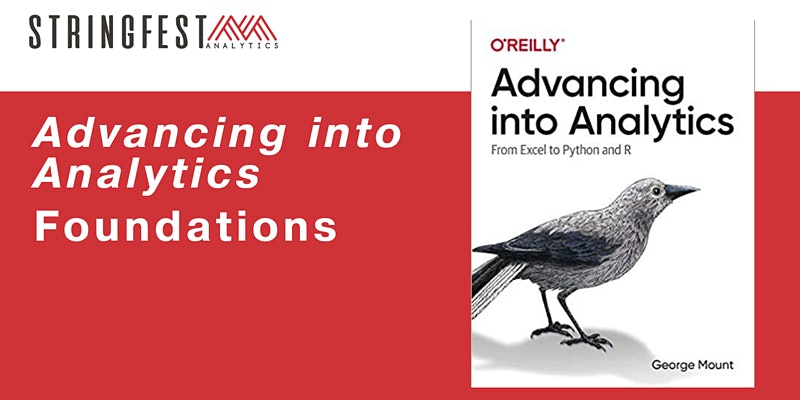 STRINGFEST
ANALYTICS
Advancing into
Analytics
Foundations
O'REILLY®
Advancing
into Analytics
From Excel to Python and R
George Mount